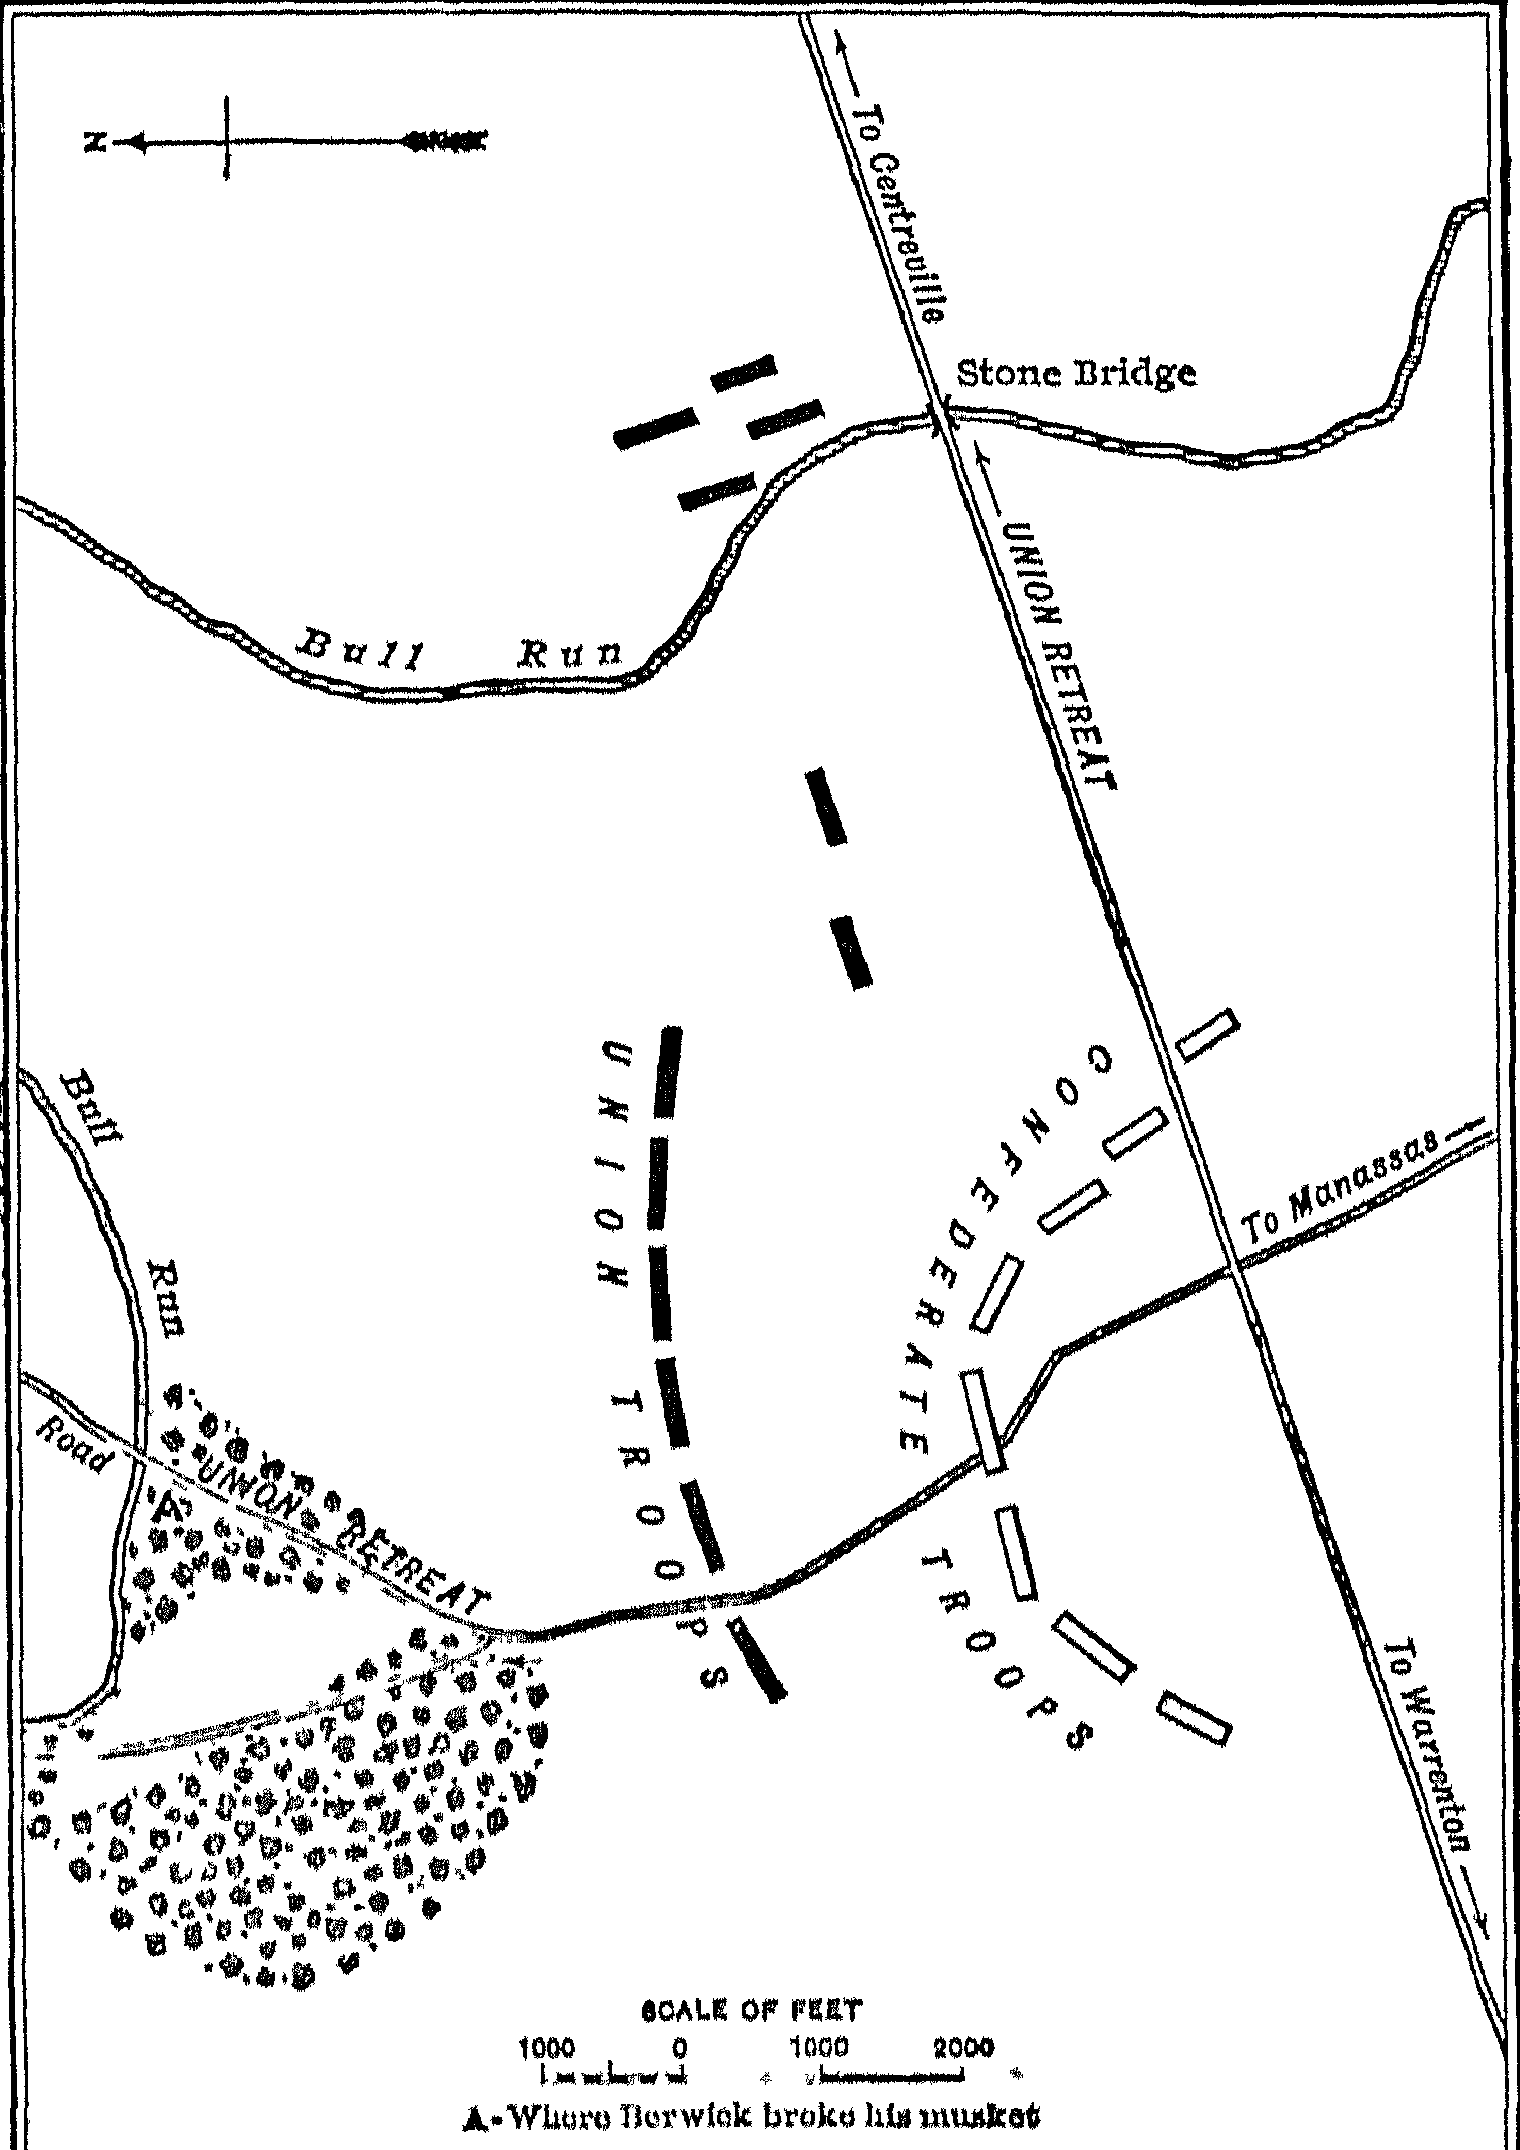 N
To Centreville
Stone Bridge
UNION RETREAT
Bull Run
Bull Run
UNION TROOPS
CONFEDERATE TROOPS
To Manassas
Road
UNION RETREAT
A
To Warrenton
SCALE OF FEET
1000 0 1000 2000
A-Where Berwick broke his musket